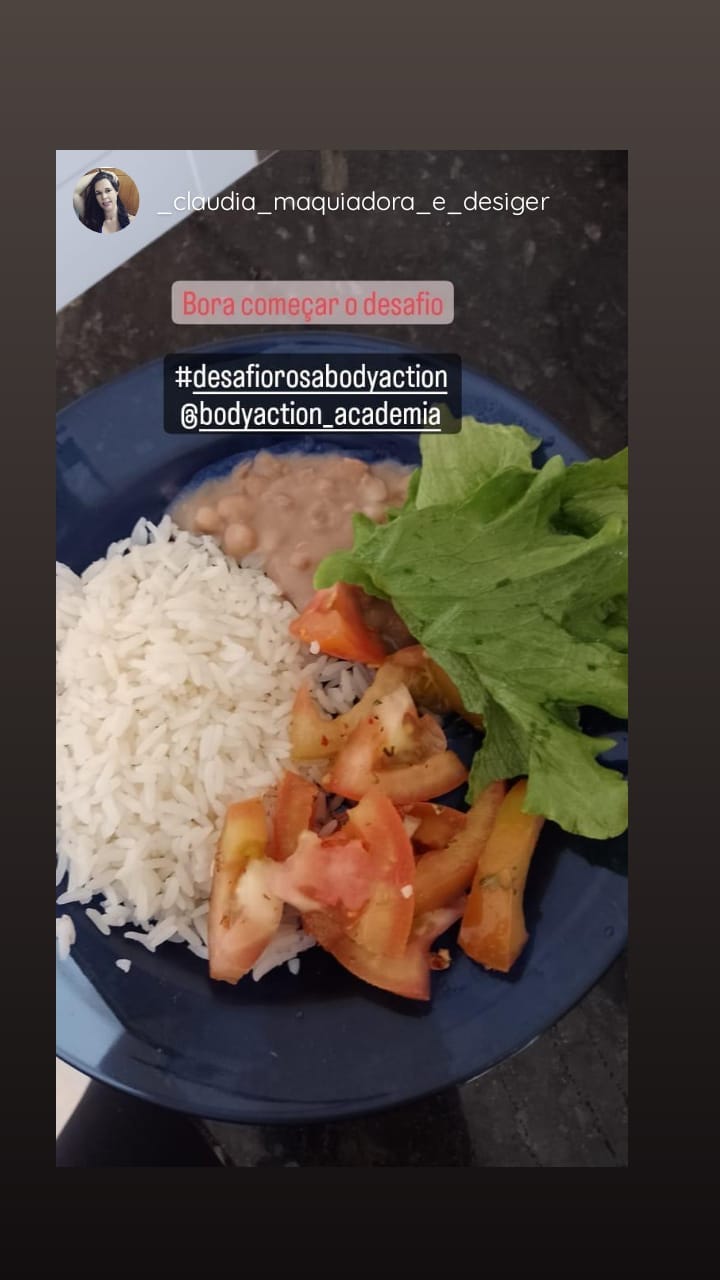 _claudia_maquiadora_e_desiger
Bora começar o desafio
#desafiorosabodyaction
@bodyaction_academia